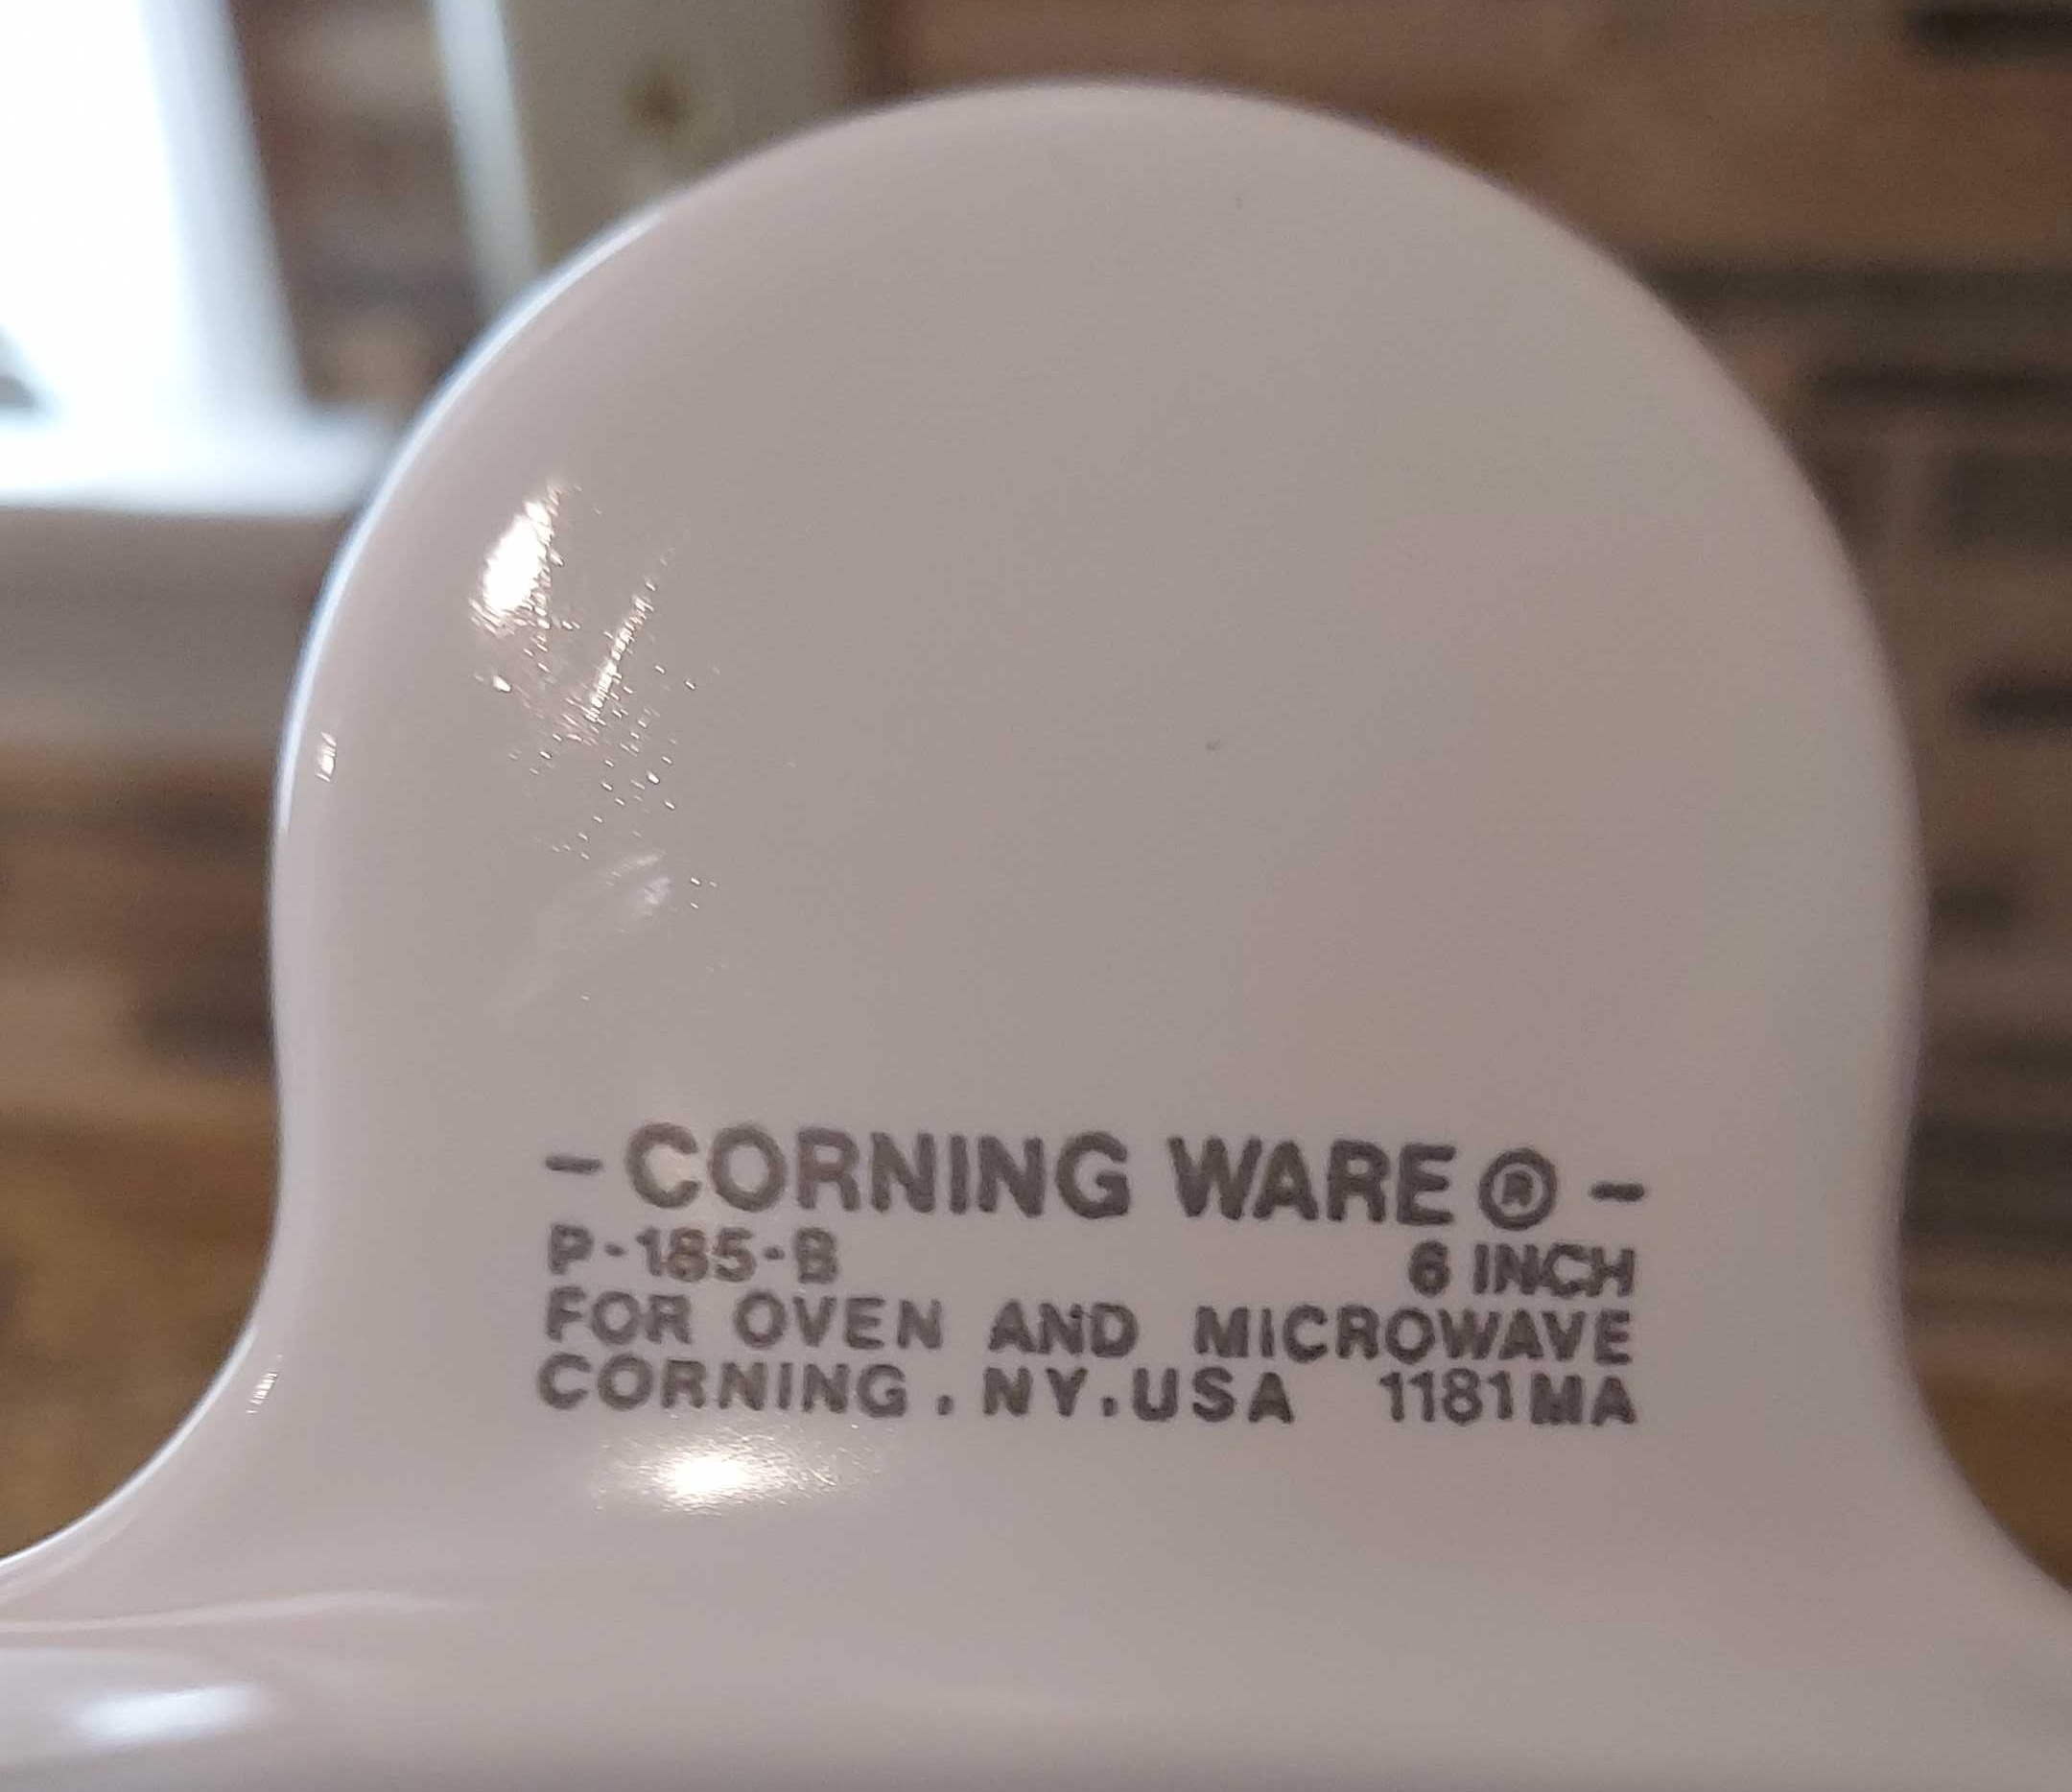 - CORNING WARE ® -
P-185-B 6 INCH
FOR OVEN AND MICROWAVE
CORNING . NY.USA 1181MA